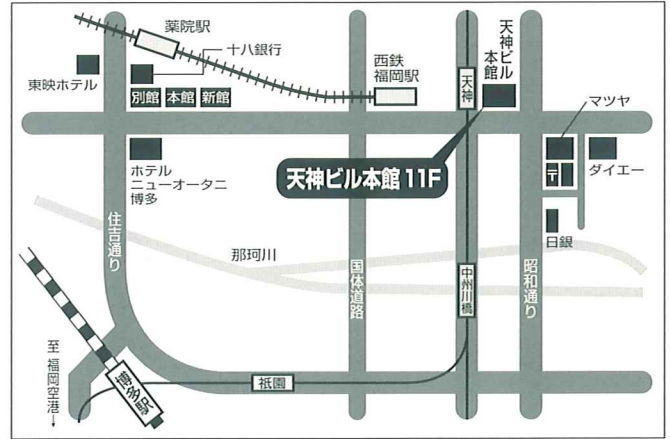 薬院駅
十八銀行
東映ホテル
別館
本館
新館
西鉄
福岡駅
天神
天神ビル
本館
マツヤ
ホテル
ニューオータニ
博多
天神ビル本館 11F
〒
ダイエー
日銀
住吉通り
那珂川
国体道路
中州川橋
昭和通り
至 福岡空港→
博多駅
祇園